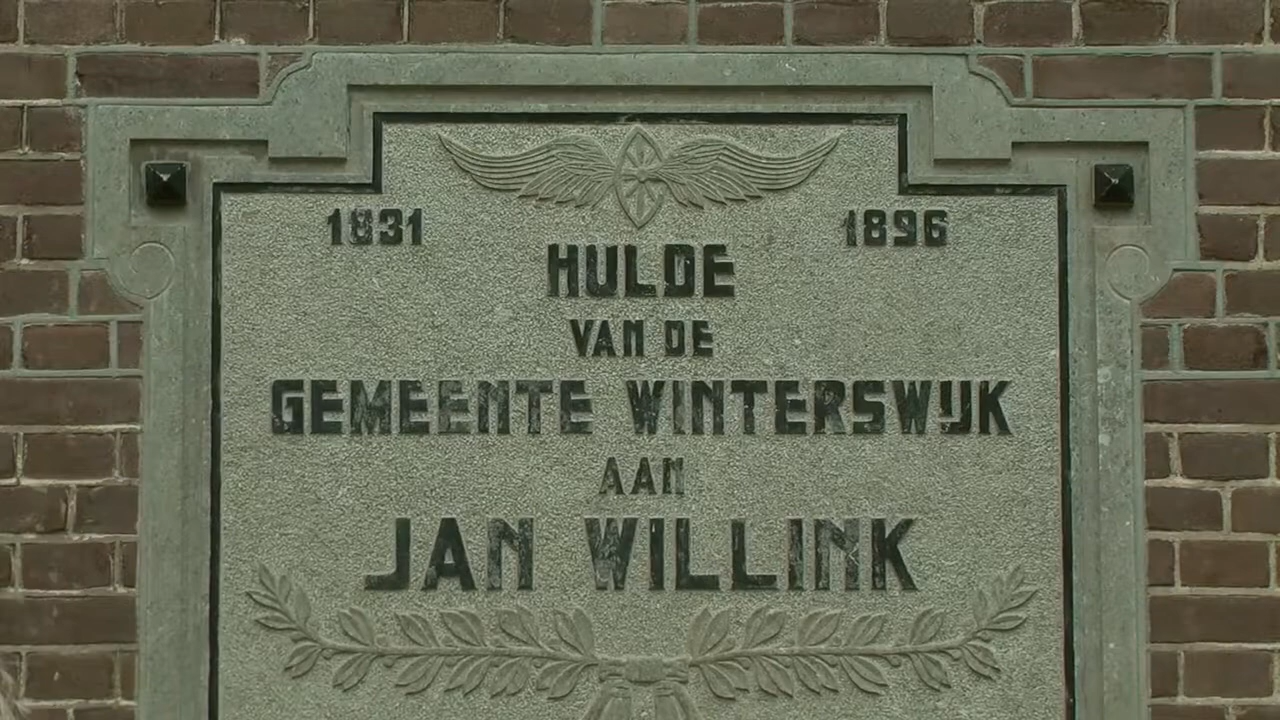 1831 1896
HULDE
VAN DE
GEMEENTE WINTERSWIJK
AAN
JAN WILLINK